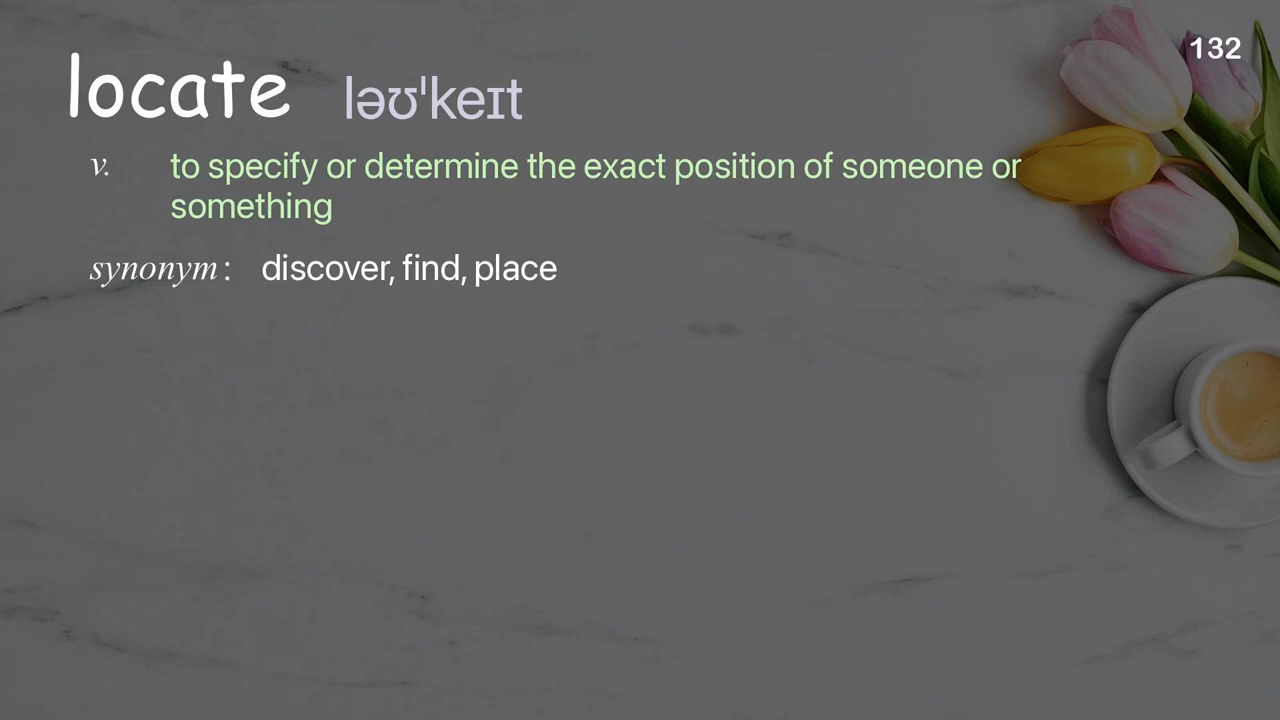 132
locate ləʊˈkeɪt
v. to specify or determine the exact position of someone or
something
synonym: discover, find, place